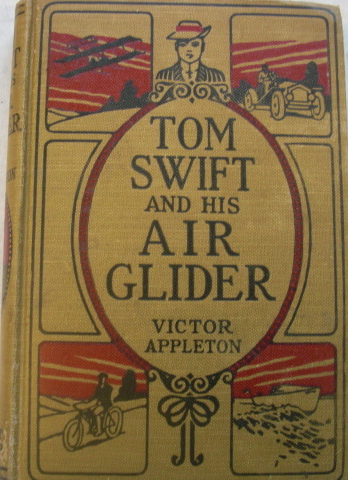 TOM
SWIFT
AND HIS
AIR
GLIDER
VICTOR
APPLETON